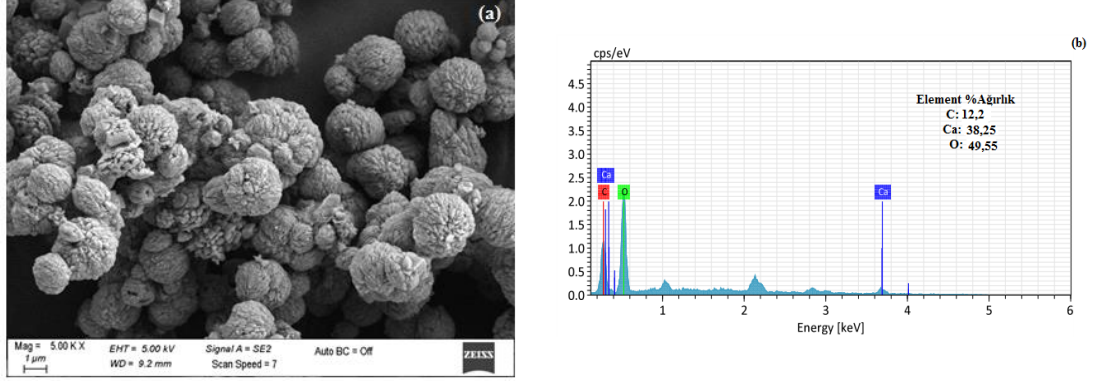 (a)
Mag = 5.00 K X
1 µm
EHT = 5.00 kV
WD = 9.2 mm
Signal A = SE2
Scan Speed = 7
Auto BC = Off
ZEISS
(b)
cps/eV
Element %Ağırlık
C: 12,2
Ca: 38,25
O: 49,55
4.5
4.0
3.5
3.0
2.5
2.0
1.5
1.0
0.5
0.0
Ca
C
O
Ca
1 2 3 4 5 6
Energy [keV]